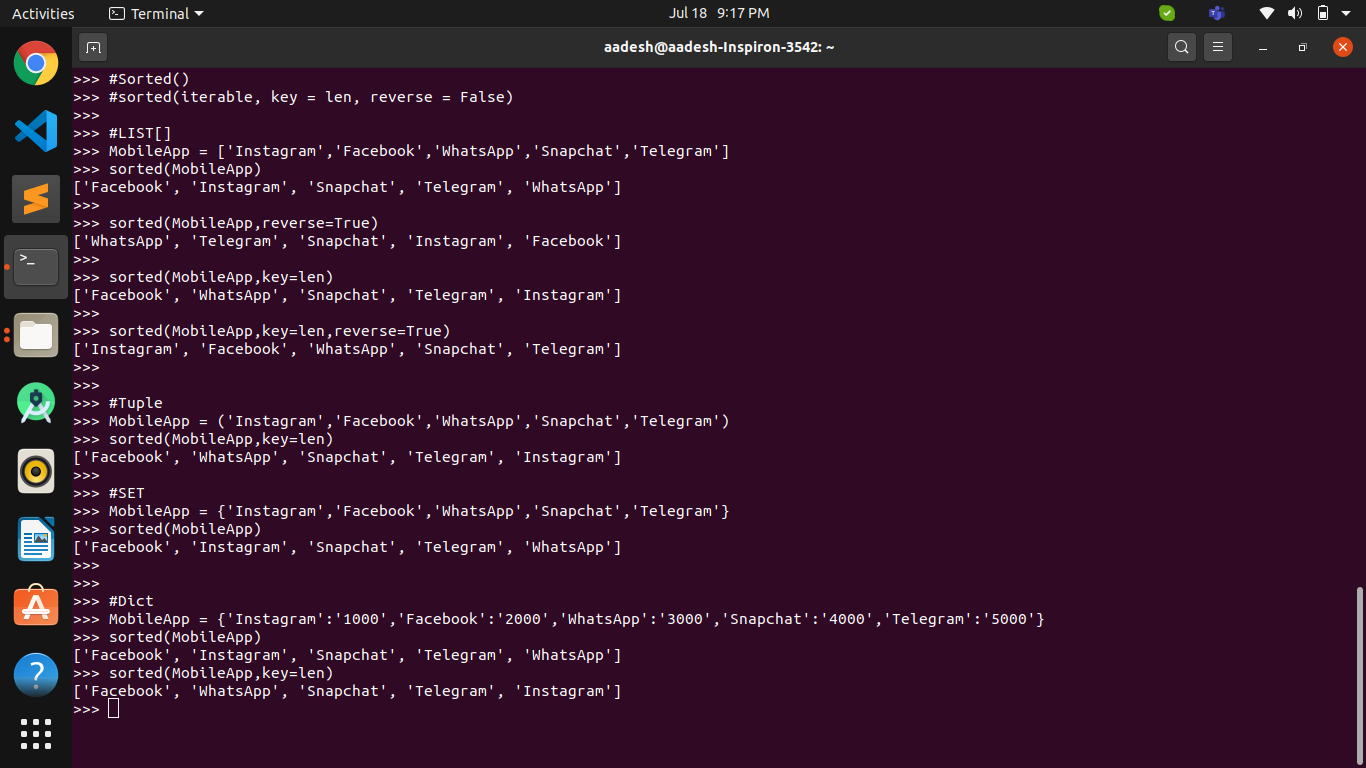 Activities Terminal Jul 18 9:17 PM
aadesh@aadesh-Inspiron-3542: ~
>>> #Sorted()
>>> #sorted(iterable, key = len, reverse = False)
>>>
>>> #LIST[]
>>> MobileApp = ['Instagram','Facebook','WhatsApp','Snapchat','Telegram']
>>> sorted(MobileApp)
['Facebook', 'Instagram', 'Snapchat', 'Telegram', 'WhatsApp']
>>>
>>> sorted(MobileApp,reverse=True)
['WhatsApp', 'Telegram', 'Snapchat', 'Instagram', 'Facebook']
>>>
>>> sorted(MobileApp,key=len)
['Facebook', 'WhatsApp', 'Snapchat', 'Telegram', 'Instagram']
>>>
>>> sorted(MobileApp,key=len,reverse=True)
['Instagram', 'Facebook', 'WhatsApp', 'Snapchat', 'Telegram']
>>>
>>>
>>> #Tuple
>>> MobileApp = ('Instagram','Facebook','WhatsApp','Snapchat','Telegram')
>>> sorted(MobileApp,key=len)
['Facebook', 'WhatsApp', 'Snapchat', 'Telegram', 'Instagram']
>>>
>>> #SET
>>> MobileApp = {'Instagram','Facebook','WhatsApp','Snapchat','Telegram'}
>>> sorted(MobileApp)
['Facebook', 'Instagram', 'Snapchat', 'Telegram', 'WhatsApp']
>>>
>>>
>>> #Dict
>>> MobileApp = {'Instagram':'1000','Facebook':'2000','WhatsApp':'3000','Snapchat':'4000','Telegram':'5000'}
>>> sorted(MobileApp)
['Facebook', 'Instagram', 'Snapchat', 'Telegram', 'WhatsApp']
>>> sorted(MobileApp,key=len)
['Facebook', 'WhatsApp', 'Snapchat', 'Telegram', 'Instagram']
>>>